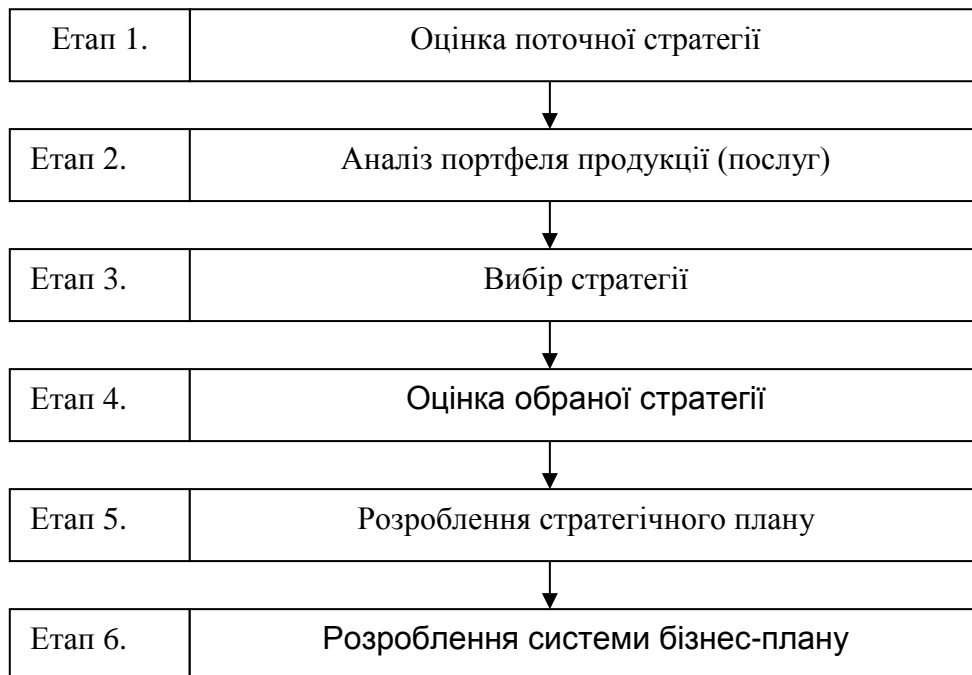 Етап 1. Оцінка поточної стратегії
Етап 2. Аналіз портфеля продукції (послуг)
Етап 3. Вибір стратегії
Етап 4. Оцінка обраної стратегії
Етап 5. Розроблення стратегічного плану
Етап 6. Розроблення системи бізнес-плану